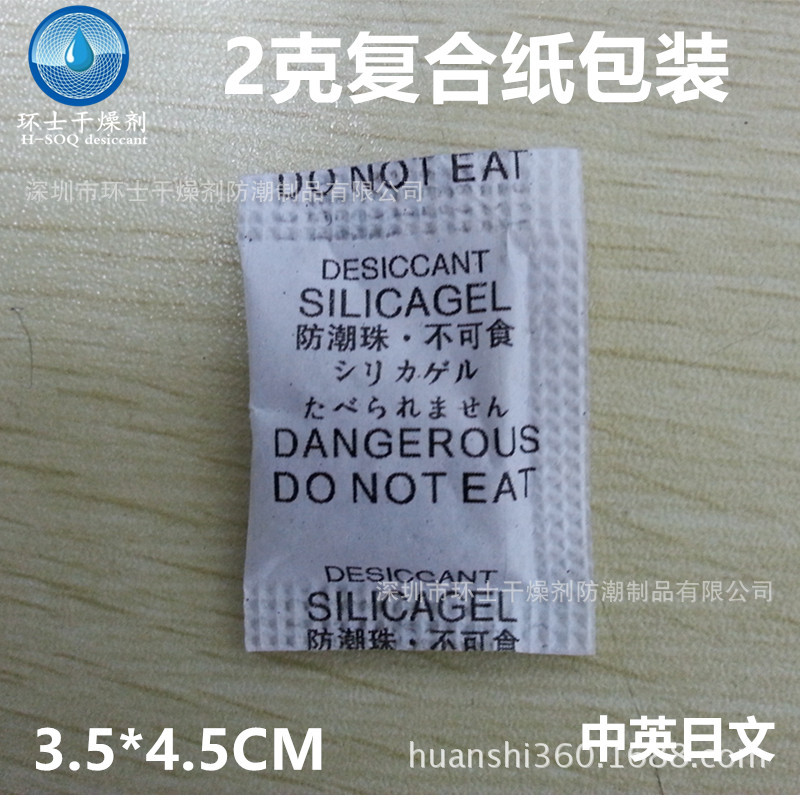 2克复合纸包装
环士干燥剂
H-SOQ desiccant
DO NOT EAT
深圳市环士干燥剂防潮制品有限公司
DESICCANT
SILICAGEL
防潮珠·不可食
シリカゲル
たべられません
DANGEROUS
DO NOT EAT
DESICCANT
深圳市环士干燥剂防潮制品有限公司
SILICAGEL
防潮珠·不可食
3.5*4.5CM
中英日文
huanshi360.1688.com